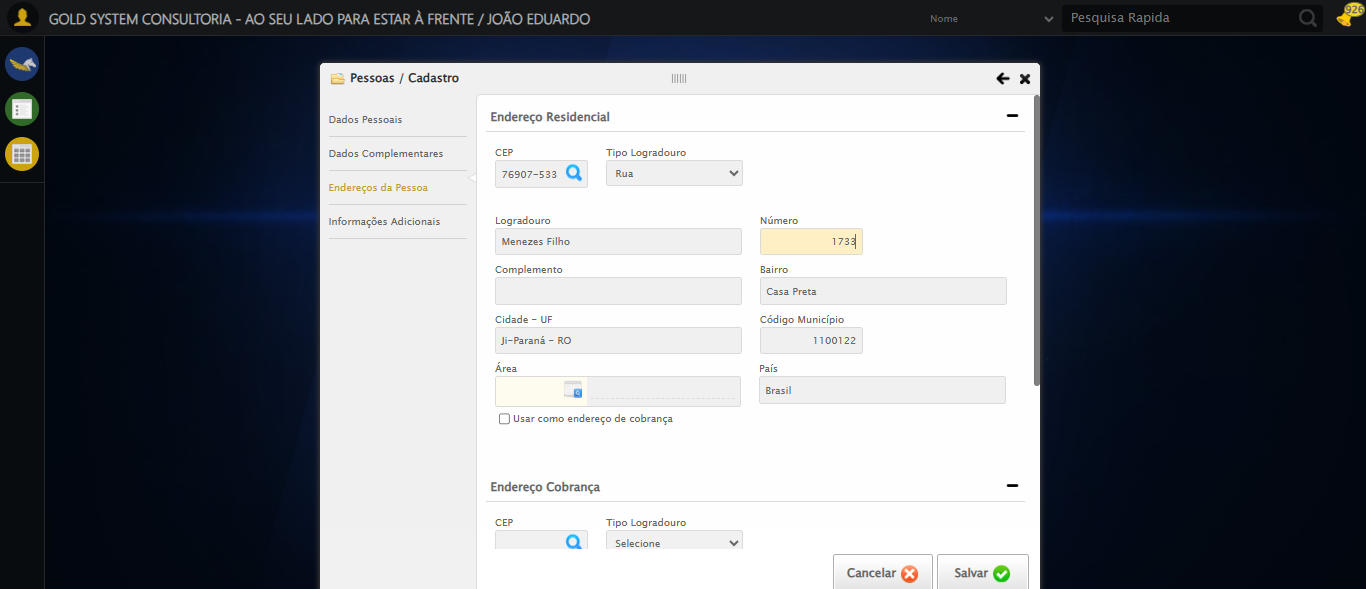 GOLD SYSTEM CONSULTORIA - AO SEU LADO PARA ESTAR À FRENTE / JOÃO EDUARDO
Nome
Pesquisa Rapida
926
Pessoas / Cadastro
Dados Pessoais
Dados Complementares
Endereços da Pessoa
Informações Adicionais
Endereço Residencial
CEP
Tipo Logradouro
76907-533
Rua
Logradouro
Número
Menezes Filho
1733
Complemento
Bairro
Casa Preta
Cidade - UF
Código Município
Ji-Paraná - RO
1100122
Área
País
Brasil
Usar como endereço de cobrança
Endereço Cobrança
CEP
Tipo Logradouro
Selecione
Cancelar
Salvar